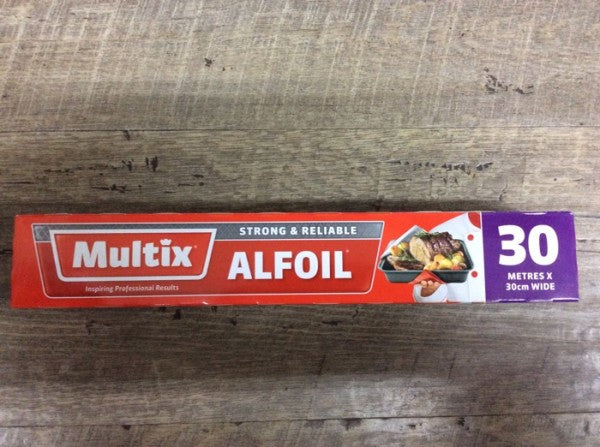 Multix®
Inspiring Professional Results
STRONG & RELIABLE
ALFOIL®
30
METRES X
30cm WIDE